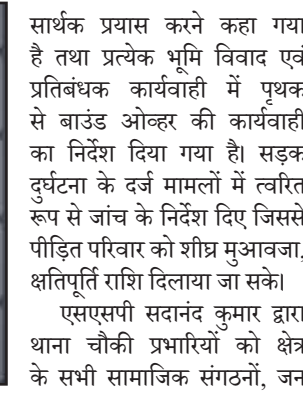 सार्थक प्रयास करने कहा गया
है तथा प्रत्येक भूमि विवाद एवं
प्रतिबंधक कार्यवाही में पृथक
से बाउंड ओव्हर की कार्यवाही
का निर्देश दिया गया है। सड़क
दुर्घटना के दर्ज मामलों में त्वरित
रूप से जांच के निर्देश दिए जिससे
पीड़ित परिवार को शीघ्र मुआवजा,
क्षतिपूर्ति राशि दिलाया जा सके।
एसएसपी सदानंद कुमार द्वारा
थाना चौकी प्रभारियों को क्षेत्र
के सभी सामाजिक संगठनों, जन